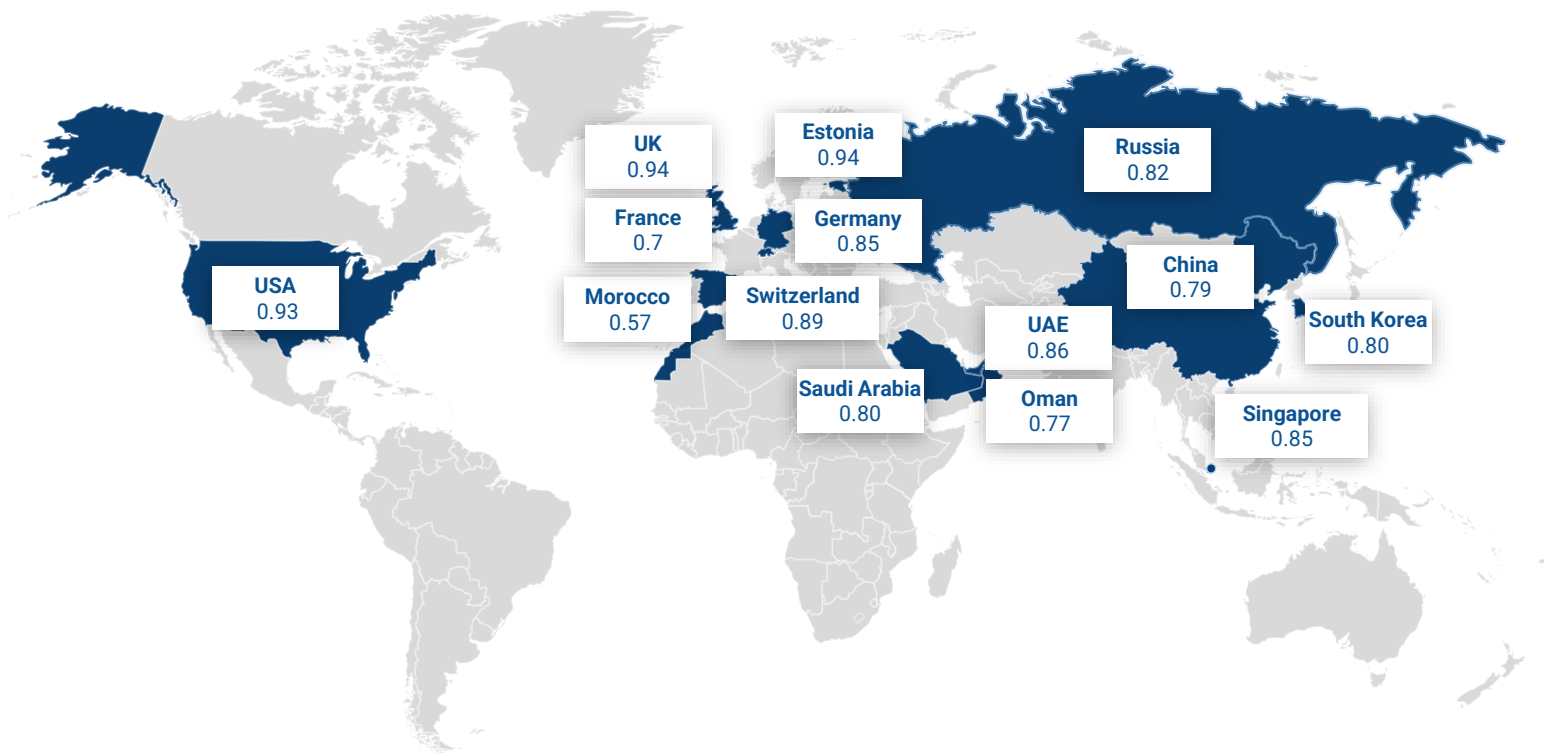 UK
0.94
Estonia
0.94
Russia
0.82
France
0.7
Germany
0.85
China
0.79
USA
0.93
Morocco
0.57
Switzerland
0.89
UAE
0.86
South Korea
0.80
Saudi Arabia
0.80
Oman
0.77
Singapore
0.85